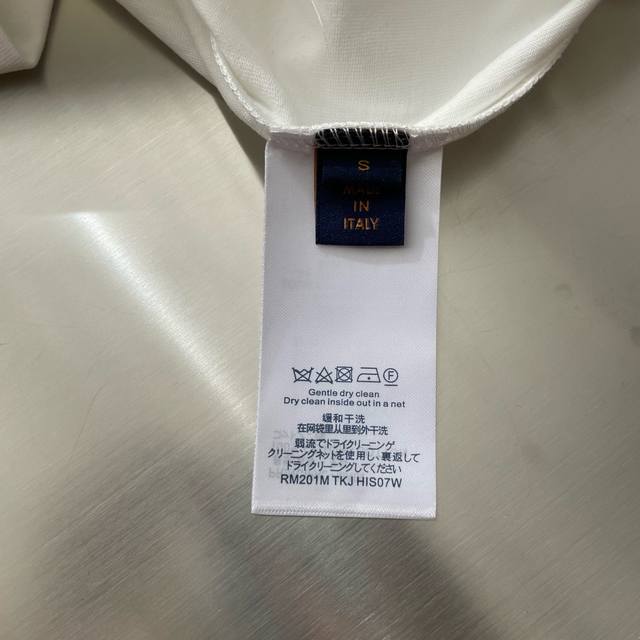 S
MADE
IN
ITALY
F
Gentle dry clean
Dry clean inside out in a net
缓和干洗
在网袋里从里到外干洗
弱流でドライクリーニング
クリーニングネットを使用し、裏返して
ドライクリーニングしてください
RM201M TKJ HIS07W